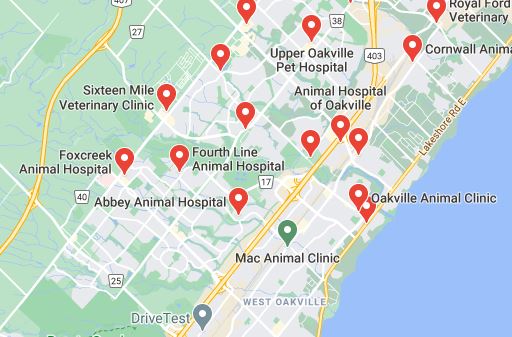 Royal Ford
Veterinary
38
Upper Oakville
Pet Hospital
403
Cornwall Anima
407
Sixteen Mile
Veterinary Clinic
Animal Hospital
of Oakville
Lakeshore Rd E
Foxcreek
Animal Hospital
Fourth Line
Animal Hospital
17
40
Abbey Animal Hospital
Oakville Animal Clinic
Mac Animal Clinic
25
WEST OAKVILLE
DriveTest